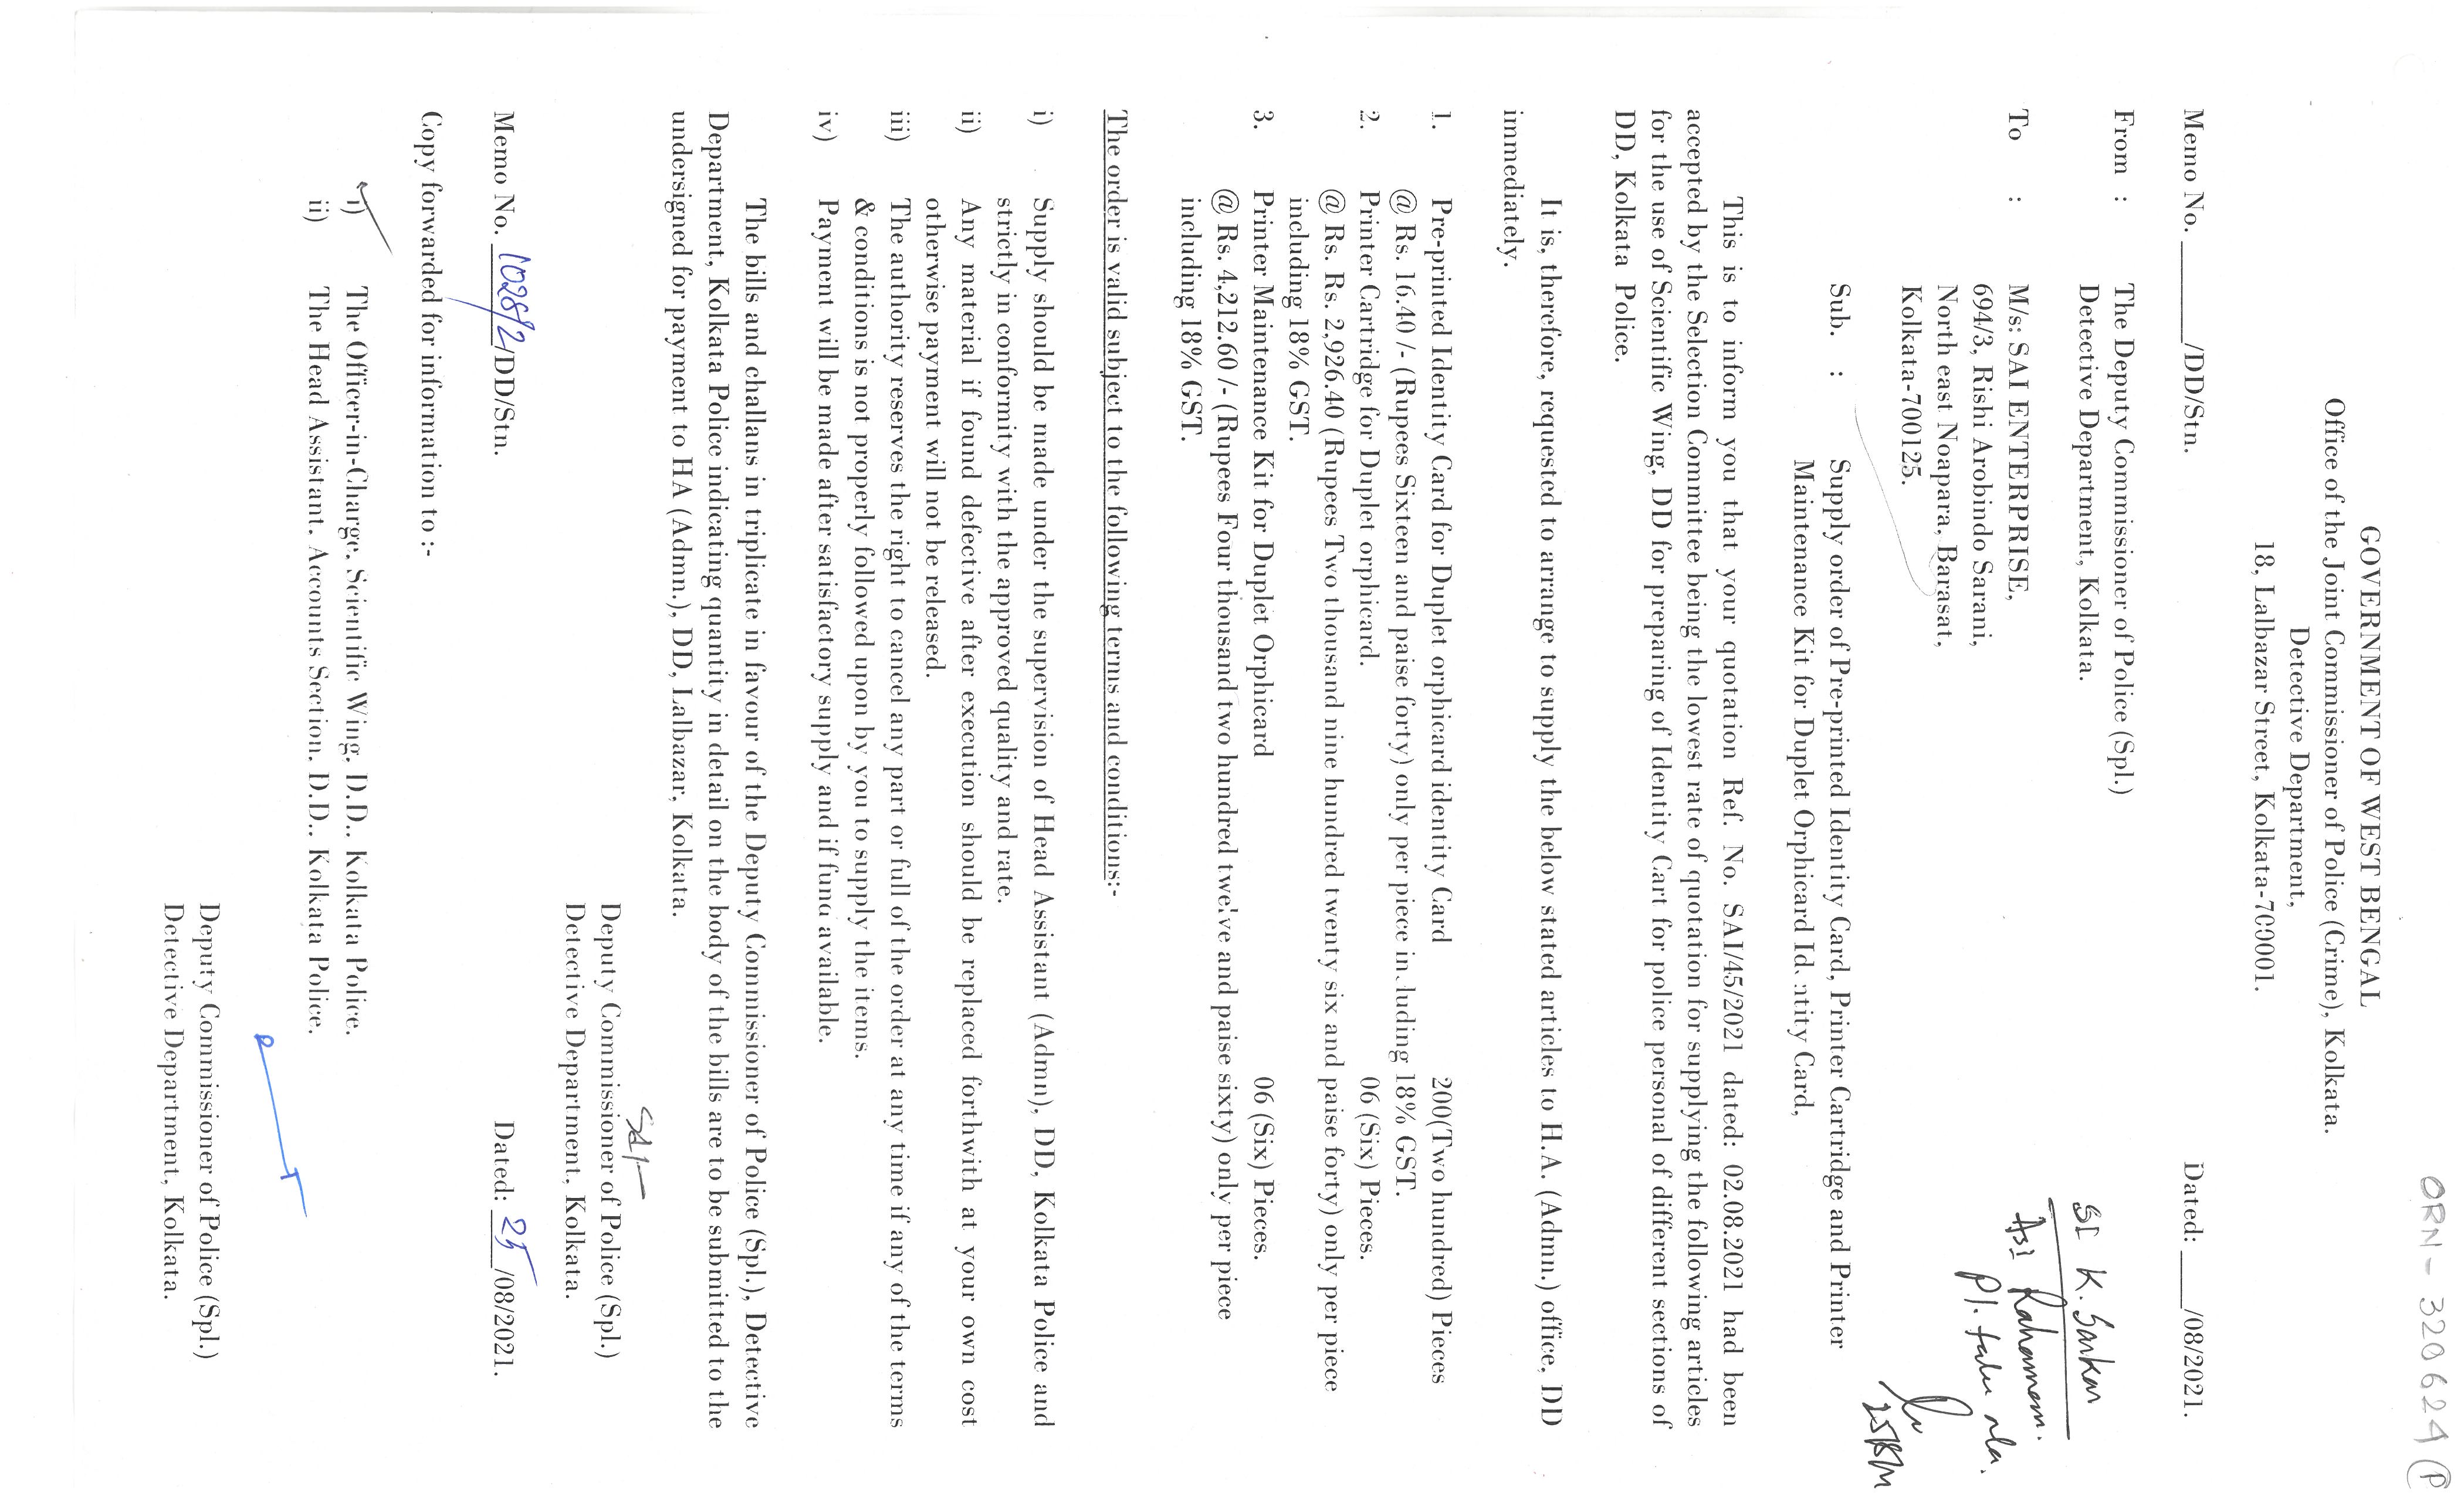 ORN - 320624 P
GOVERNMENT OF WEST BENGAL
Office of the Joint Commissioner of Police (Crime), Kolkata.
Detective Department,
18, Lalbazar Street, Kolkata-700001.
Memo No. _______/DD/Stn. Dated: ____/08/2021.
From : The Deputy Commissioner of Police (Spl.)
Detective Department, Kolkata.
SI K. Sarkar
To : M/s: SAI ENTERPRISE,
ASI Rahaman.
694/3, Rishi Arobindo Sarani,
Pl. take n/a.
North east Noapara, Barasat,
Kolkata-700125.
Sub. : Supply order of Pre-printed Identity Card, Printer Cartridge and Printer
Maintenance Kit for Duplet Orphicard Id. ntity Card,
This is to inform you that your quotation Ref. No. SAI/45/2021 dated: 02.08.2021 had been
accepted by the Selection Committee being the lowest rate of quotation for supplying the following articles
for the use of Scientific Wing, DD for preparing of Identity Cart for police personal of different sections of
DD, Kolkata Police.
It is, therefore, requested to arrange to supply the below stated articles to H.A. (Admn.) office, DD
immediately.
1. Pre-printed Identity Card for Duplet orphicard identity Card 200(Two hundred) Pieces
@ Rs. 16.40 /- (Rupees Sixteen and paise forty) only per piece including 18% GST.
2. Printer Cartridge for Duplet orphicard. 06 (Six) Pieces.
@ Rs. Rs. 2,926.40 (Rupees Two thousand nine hundred twenty six and paise forty) only per piece
including 18% GST.
3. Printer Maintenance Kit for Duplet Orphicard 06 (Six) Pieces.
@ Rs. 4,212.60 /- (Rupees Four thousand two hundred twelve and paise sixty) only per piece
including 18% GST.
The order is valid subject to the following terms and conditions:-
i) Supply should be made under the supervision of Head Assistant (Admn), DD, Kolkata Police and
strictly in conformity with the approved quality and rate.
ii) Any material if found defective after execution should be replaced forthwith at your own cost
otherwise payment will not be released.
iii) The authority reserves the right to cancel any part or full of the order at any time if any of the terms
& conditions is not properly followed upon by you to supply the items.
iv) Payment will be made after satisfactory supply and if fund available.
The bills and challans in triplicate in favour of the Deputy Commissioner of Police (Spl.), Detective
Department, Kolkata Police indicating quantity in detail on the body of the bills are to be submitted to the
undersigned for payment to HA (Admn.), DD, Lalbazar, Kolkata.
Sd/-
Deputy Commissioner of Police (Spl.)
Detective Department, Kolkata.
Memo No. 1028/2/DD/Stn. Dated: 25/08/2021.
Copy forwarded for information to :-
i) The Officer-in-Charge, Scientific Wing, D.D., Kolkata Police.
ii) The Head Assistant, Accounts Section, D.D., Kolkata Police.
Deputy Commissioner of Police (Spl.)
Detective Department, Kolkata.